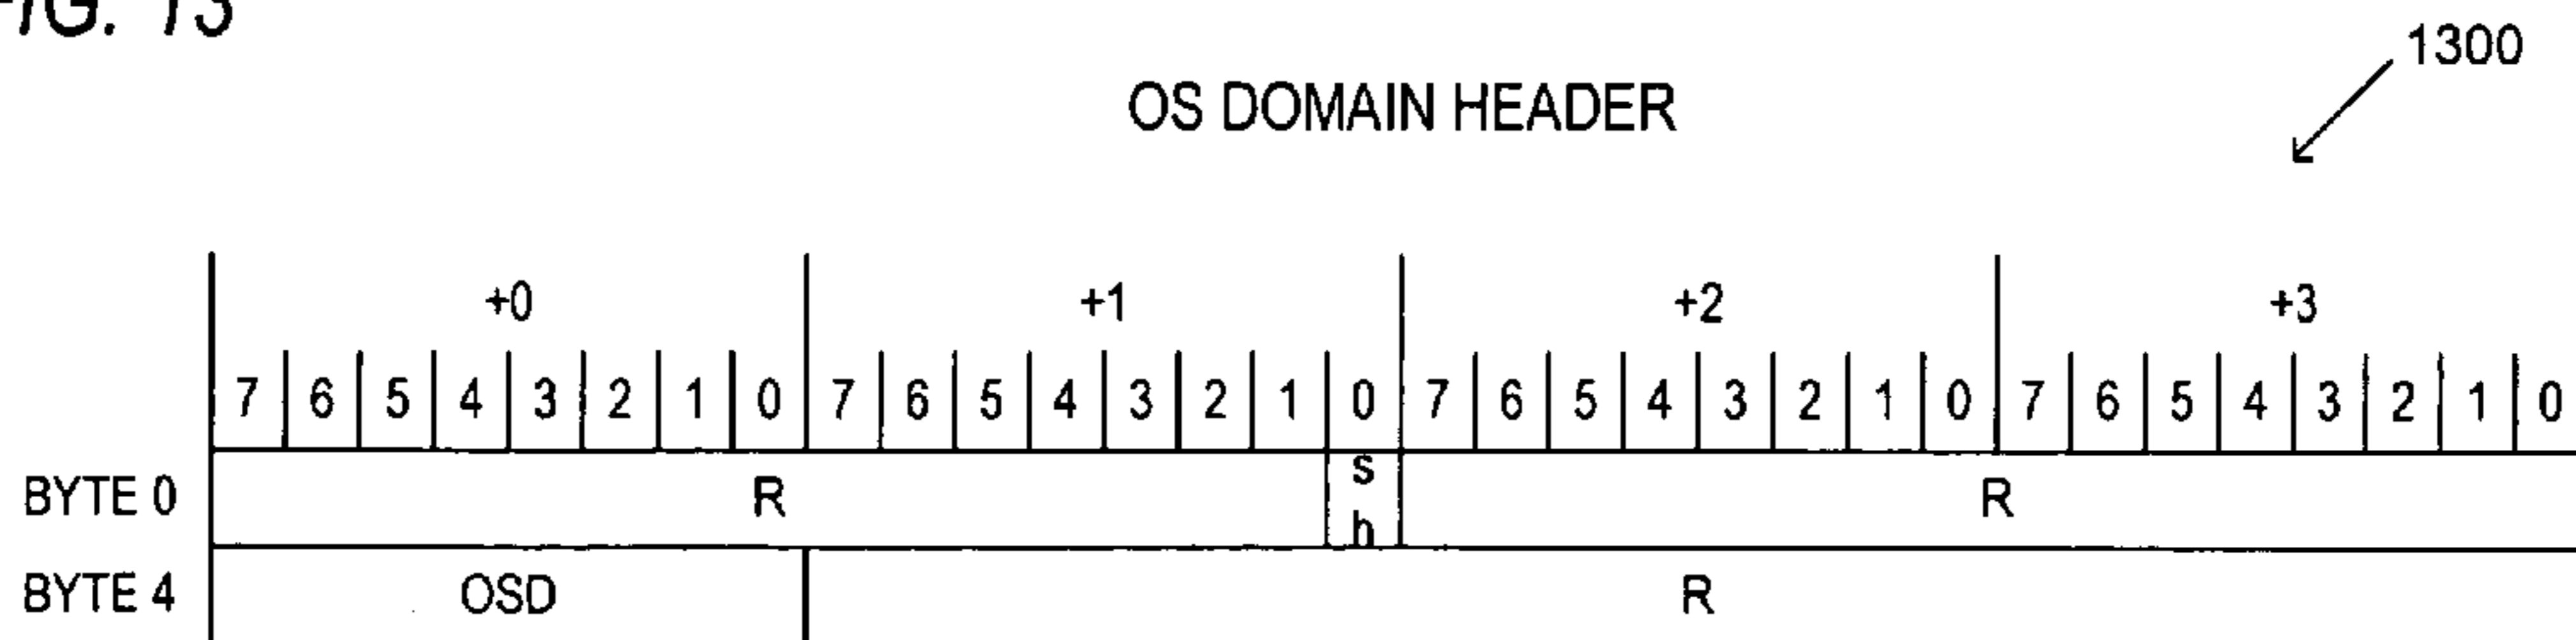 FIG. 13
1300
OS DOMAIN HEADER
+0 +1 +2 +3
7 6 5 4 3 2 1 0 7 6 5 4 3 2 1 0 7 6 5 4 3 2 1 0 7 6 5 4 3 2 1 0
BYTE 0 R sh R
BYTE 4 OSD R